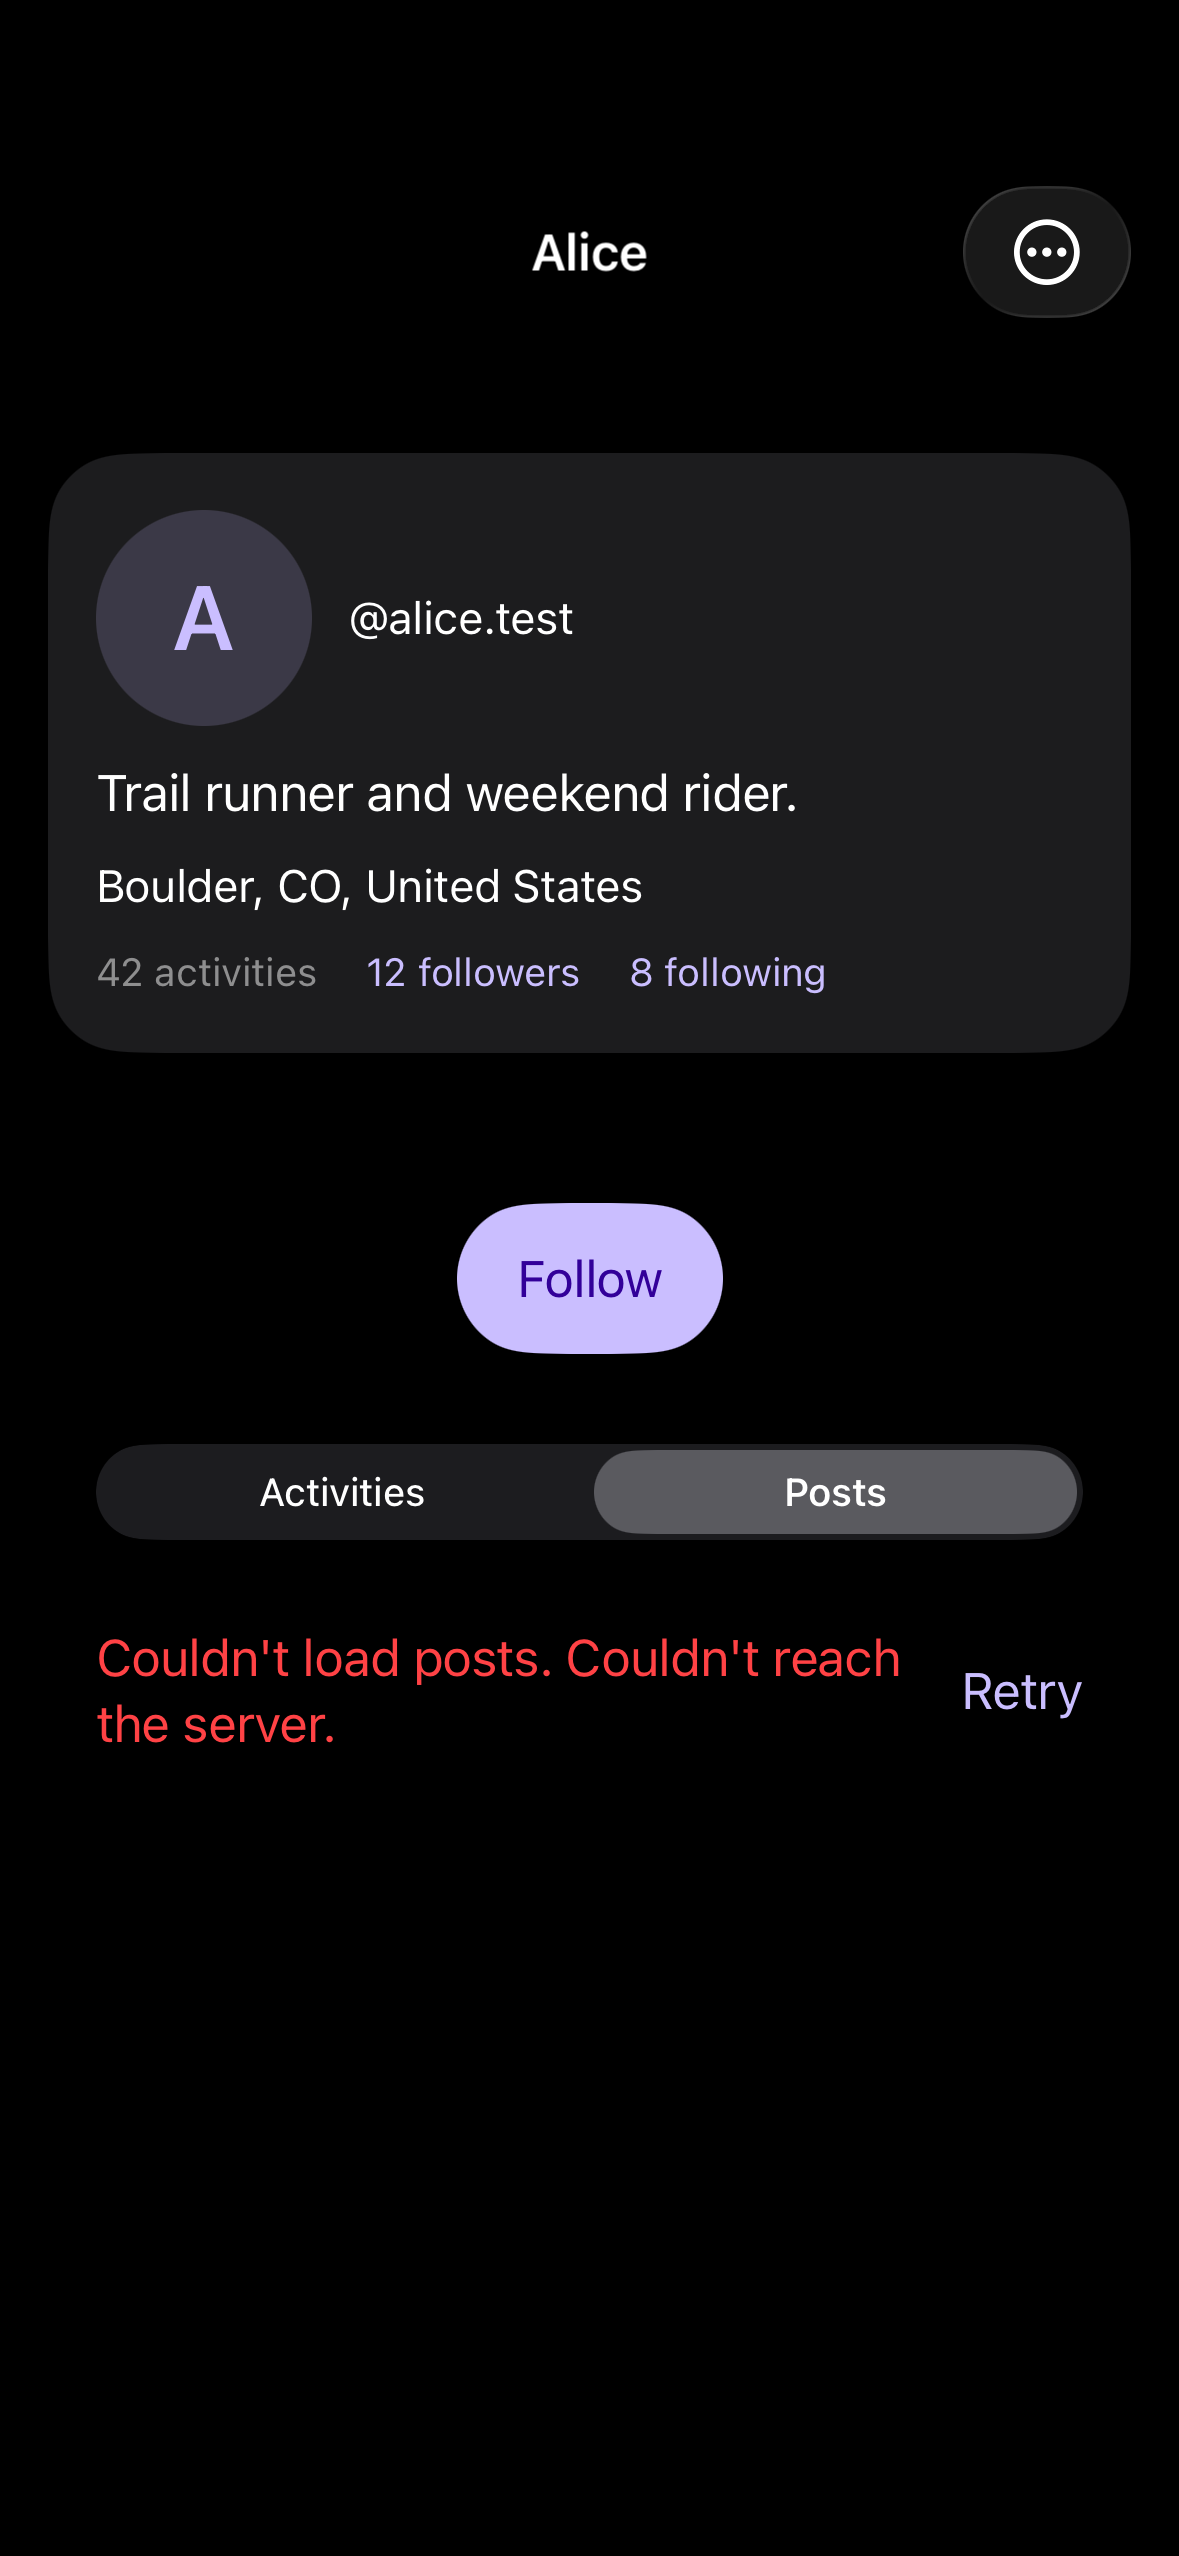 Alice
A
@alice.test
Trail runner and weekend rider.
Boulder, CO, United States
42 activities 12 followers 8 following
Follow
Activities Posts
Couldn't load posts. Couldn't reach
the server.
Retry